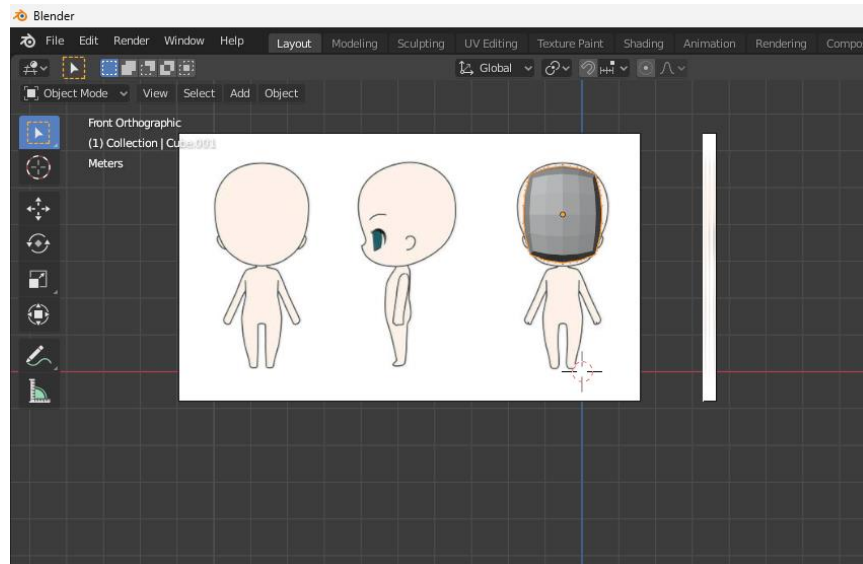 Blender
File Edit Render Window Help Layout Modeling Sculpting UV Editing Texture Paint Shading Animation Rendering Compo
Global
Object Mode View Select Add Object
Front Orthographic
(1) Collection | Cube.001
Meters